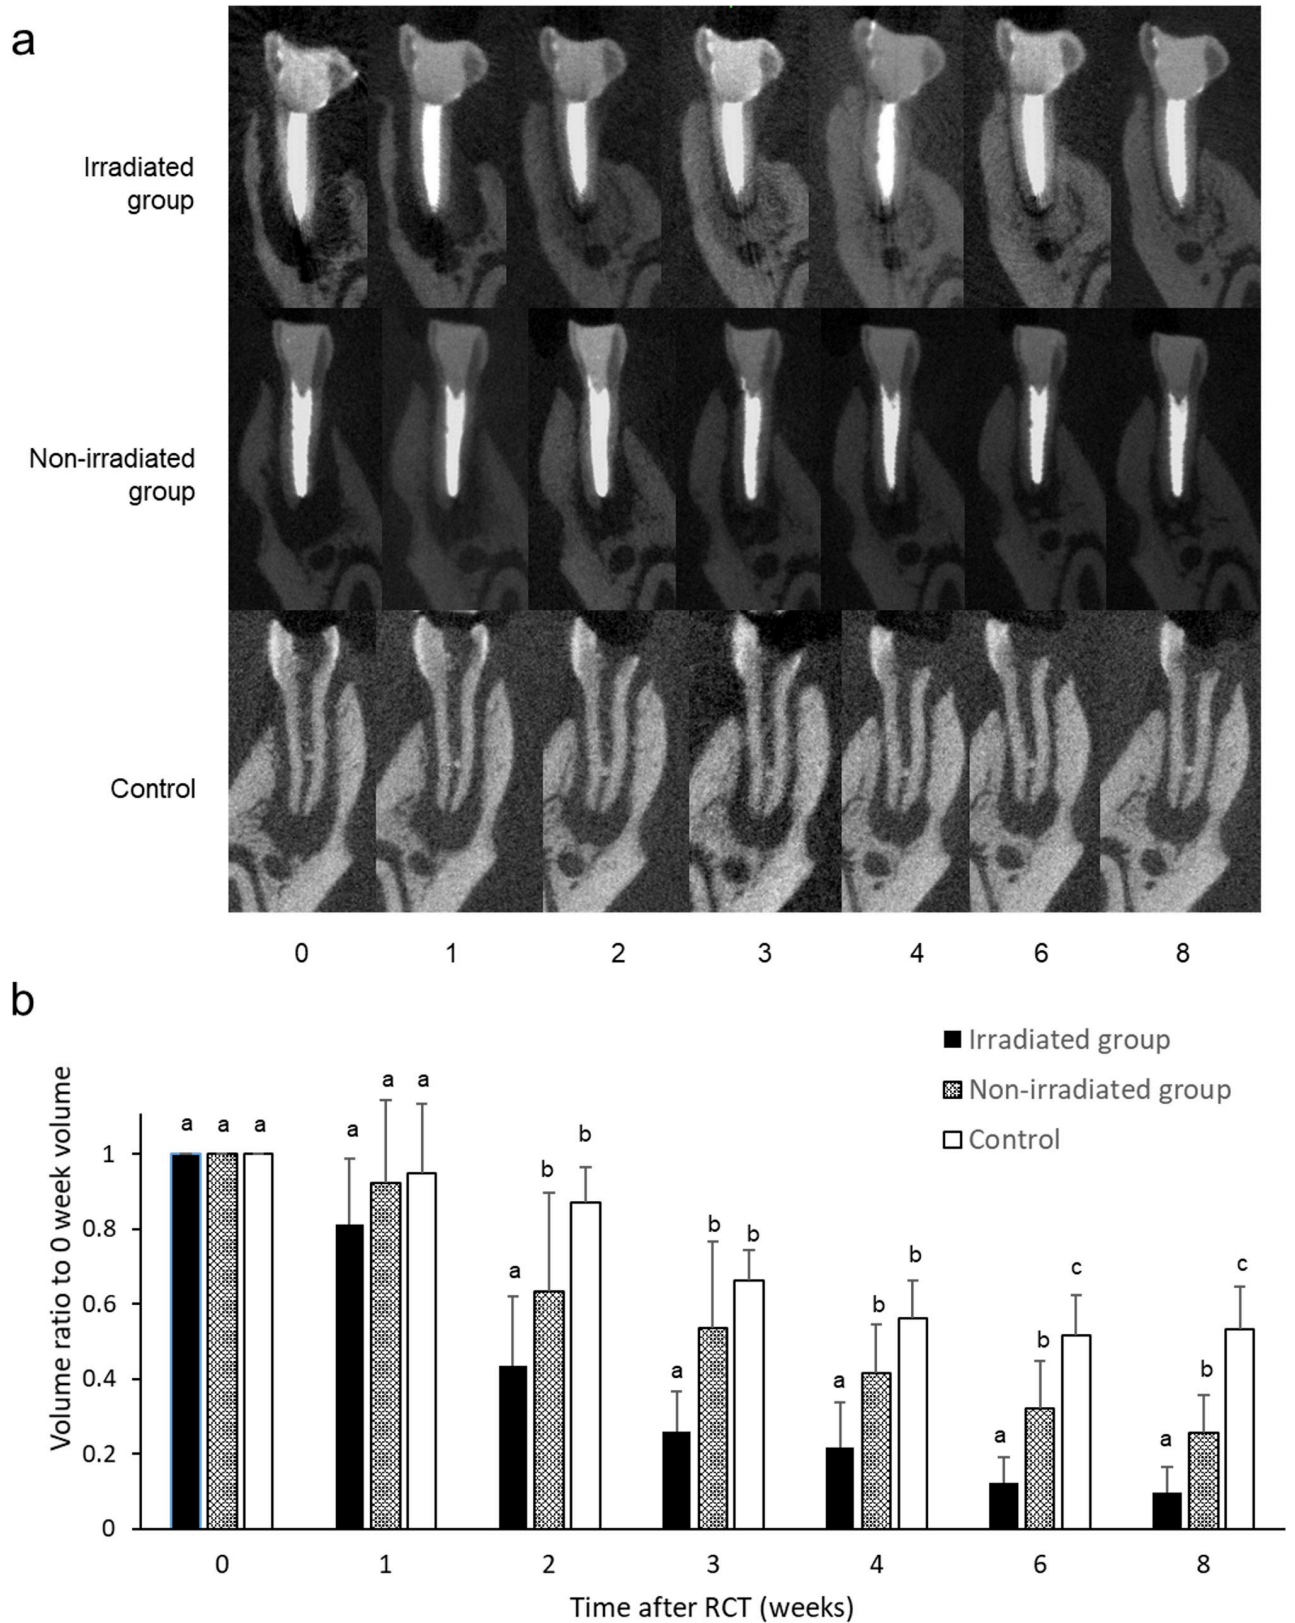 a
Irradiated
group
Non-irradiated
group
Control
0 1 2 3 4 6 8
b
Irradiated group
Non-irradiated group
Control
Volume ratio to 0 week volume
1
0.8
0.6
0.4
0.2
0
a a a
a a a
a b b
a b b
a b b
a b c
a b c
0 1 2 3 4 6 8
Time after RCT (weeks)